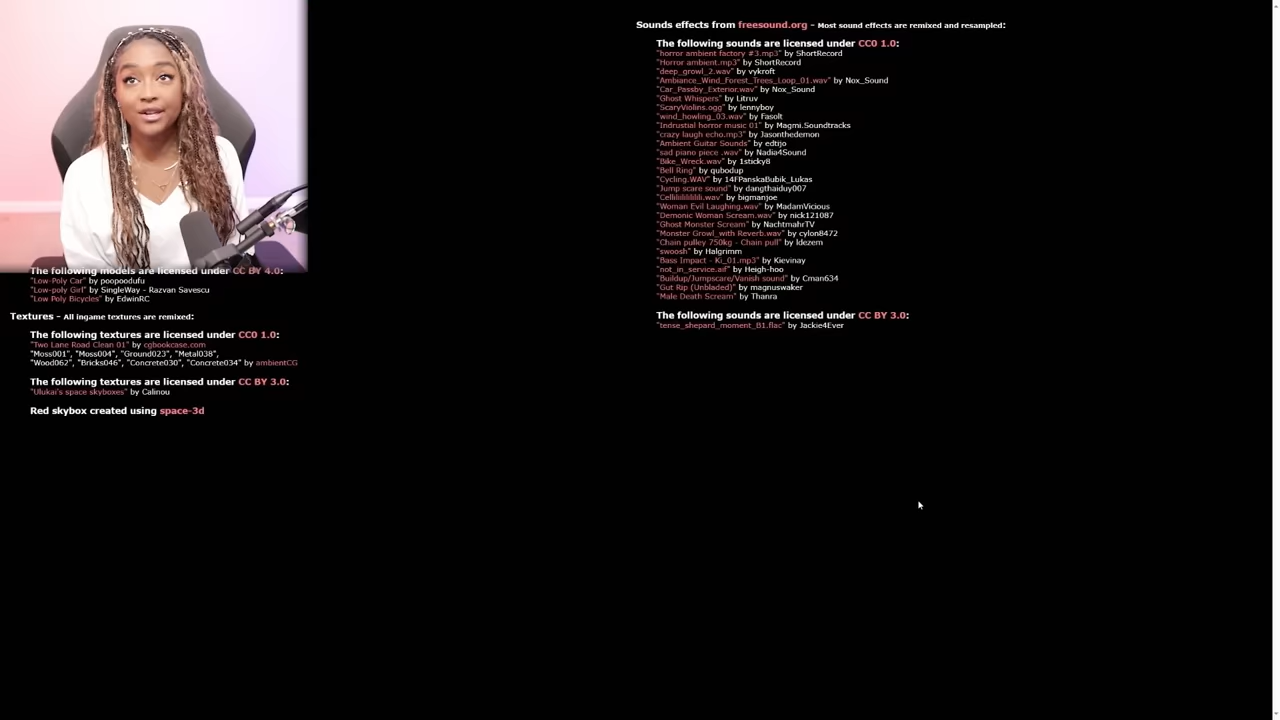 The following models are licensed under CC BY 4.0:
"Low-Poly Car" by poopoodufu
"Low-poly Girl" by SingleWay - Razvan Savescu
"Low Poly Bicycles" by EdwinRC
Textures - All ingame textures are remixed:
The following textures are licensed under CC0 1.0:
"Two Lane Road Clean 01" by cgbookcase.com
"Moss001", "Moss004", "Ground023", "Metal038",
"Wood062", "Bricks046", "Concrete030", "Concrete034" by ambientCG
The following textures are licensed under CC BY 3.0:
"Ulukai's space skyboxes" by Calinou
Red skybox created using space-3d
Sounds effects from freesound.org - Most sound effects are remixed and resampled:
The following sounds are licensed under CC0 1.0:
"horror ambient factory #3.mp3" by ShortRecord
"Horror ambient.mp3" by ShortRecord
"deep_growl_2.wav" by vykroft
"Ambiance_Wind_Forest_Trees_Loop_01.wav" by Nox_Sound
"Car_Passby_Exterior.wav" by Nox_Sound
"Ghost Whispers" by Litruv
"ScaryViolins.ogg" by lennyboy
"wind_howling_03.wav" by Fasolt
"Indrustial horror music 01" by Magmi.Soundtracks
"crazy laugh echo.mp3" by Jasonthedemon
"Ambient Guitar Sounds" by edtijo
"sad piano piece .wav" by Nadia4Sound
"Bike_Wreck.wav" by 1sticky8
"Bell Ring" by qubodup
"Cycling.WAV" by 14FPanskaBubik_Lukas
"Jump scare sound" by dangthaiduy007
"Celliiiiiiiiiiii.wav" by bigmanjoe
"Woman Evil Laughing.wav" by MadamVicious
"Demonic Woman Scream.wav" by nick121087
"Ghost Monster Scream" by NachtmahrTV
"Monster Growl_with Reverb.wav" by cylon8472
"Chain pulley 750kg - Chain pull" by ldezem
"swoosh" by Halgrimm
"Bass Impact - Ki_01.mp3" by Kievinay
"not_in_service.aif" by Heigh-hoo
"Buildup/Jumpscare/Vanish sound" by Cman634
"Gut Rip (Unbladed)" by magnuswaker
"Male Death Scream" by Thanra
The following sounds are licensed under CC BY 3.0:
"tense_shepard_moment_B1.flac" by Jackie4Ever